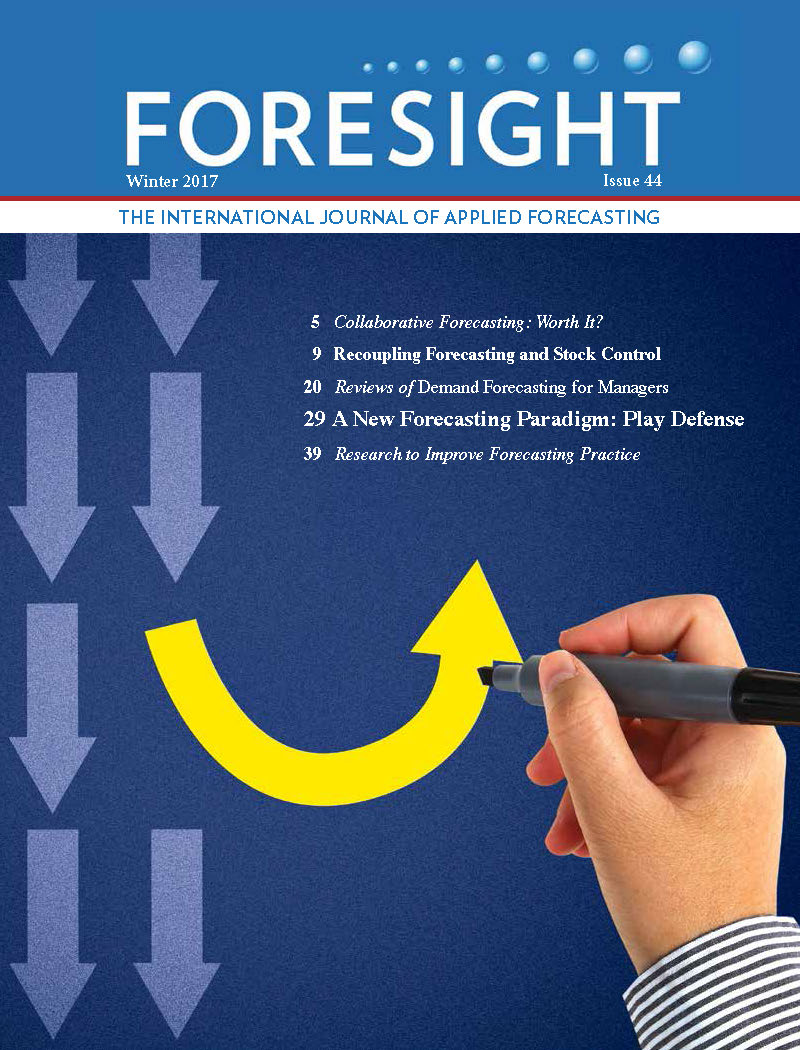 FORESIGHT
Winter 2017 Issue 44
THE INTERNATIONAL JOURNAL OF APPLIED FORECASTING
5 Collaborative Forecasting: Worth It?
9 Recoupling Forecasting and Stock Control
20 Reviews of Demand Forecasting for Managers
29 A New Forecasting Paradigm: Play Defense
39 Research to Improve Forecasting Practice